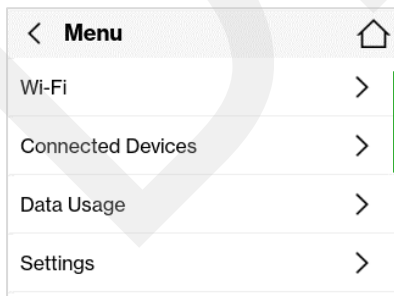 Menu
Wi-Fi
Connected Devices
Data Usage
Settings